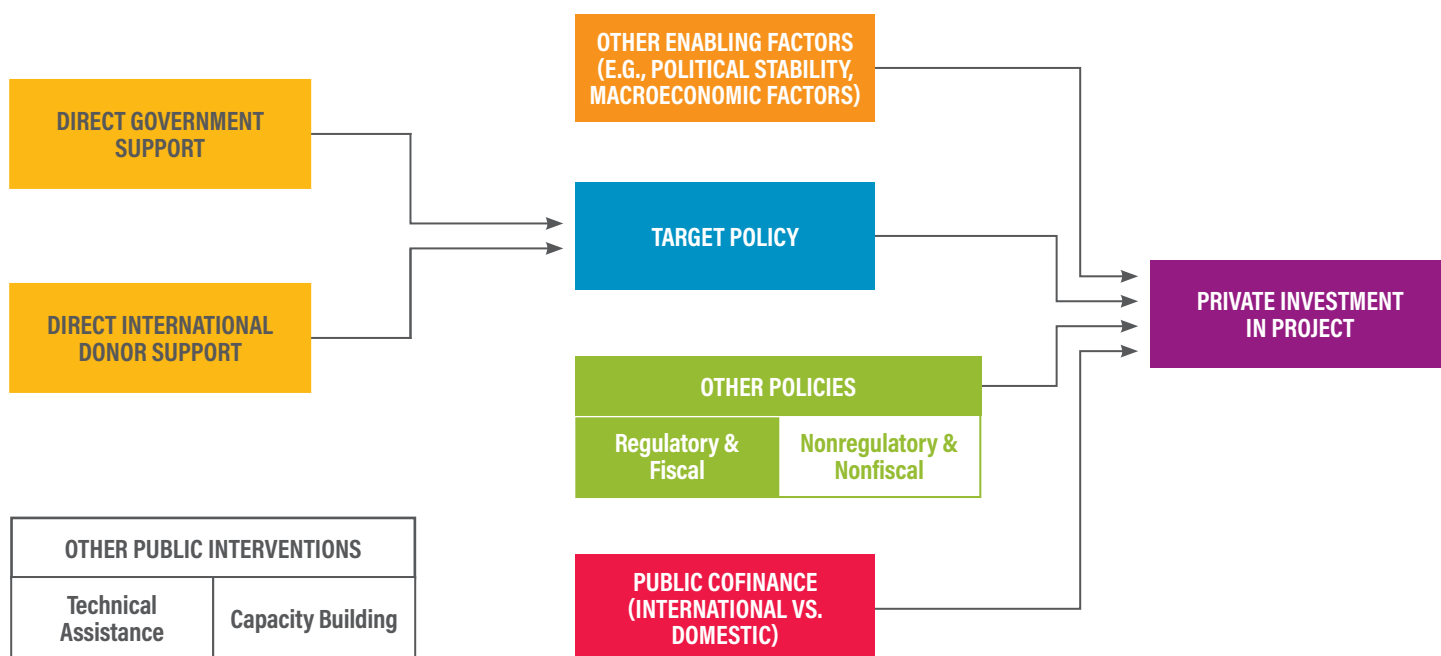 DIRECT GOVERNMENT
SUPPORT
DIRECT INTERNATIONAL
DONOR SUPPORT
OTHER PUBLIC INTERVENTIONS
Technical
Assistance
Capacity Building
OTHER ENABLING FACTORS
(E.G., POLITICAL STABILITY,
MACROECONOMIC FACTORS)
TARGET POLICY
OTHER POLICIES
Regulatory &
Fiscal
Nonregulatory &
Nonfiscal
PUBLIC COFINANCE
(INTERNATIONAL VS.
DOMESTIC)
PRIVATE INVESTMENT
IN PROJECT